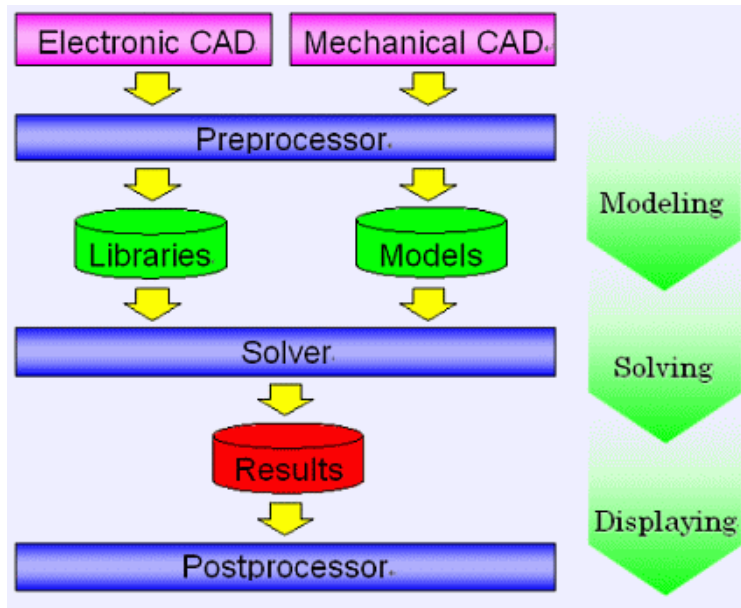 Electronic CAD
Mechanical CAD
Preprocessor
Modeling
Libraries
Models
Solver
Solving
Results
Displaying
Postprocessor